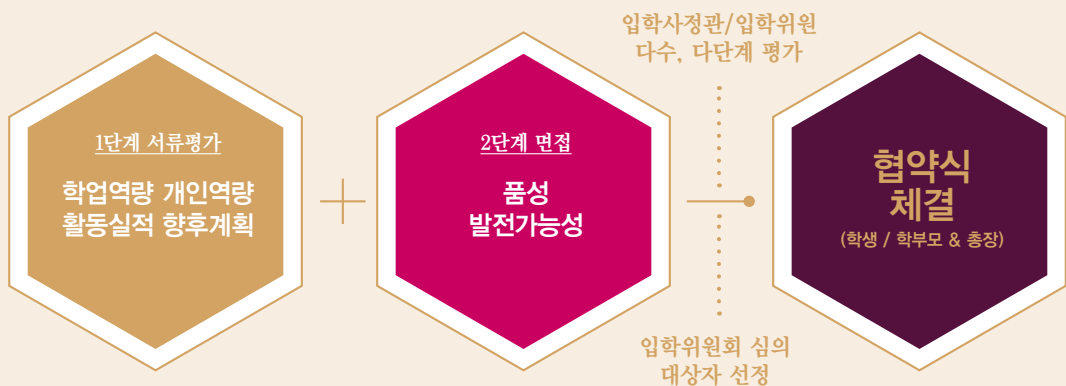 1단계 서류평가
학업역량 개인역량
활동실적 향후계획
2단계 면접
품성
발전가능성
입학사정관/입학위원
다수, 다단계 평가
입학위원회 심의
대상자 선정
협약식
체결
(학생 / 학부모 & 총장)